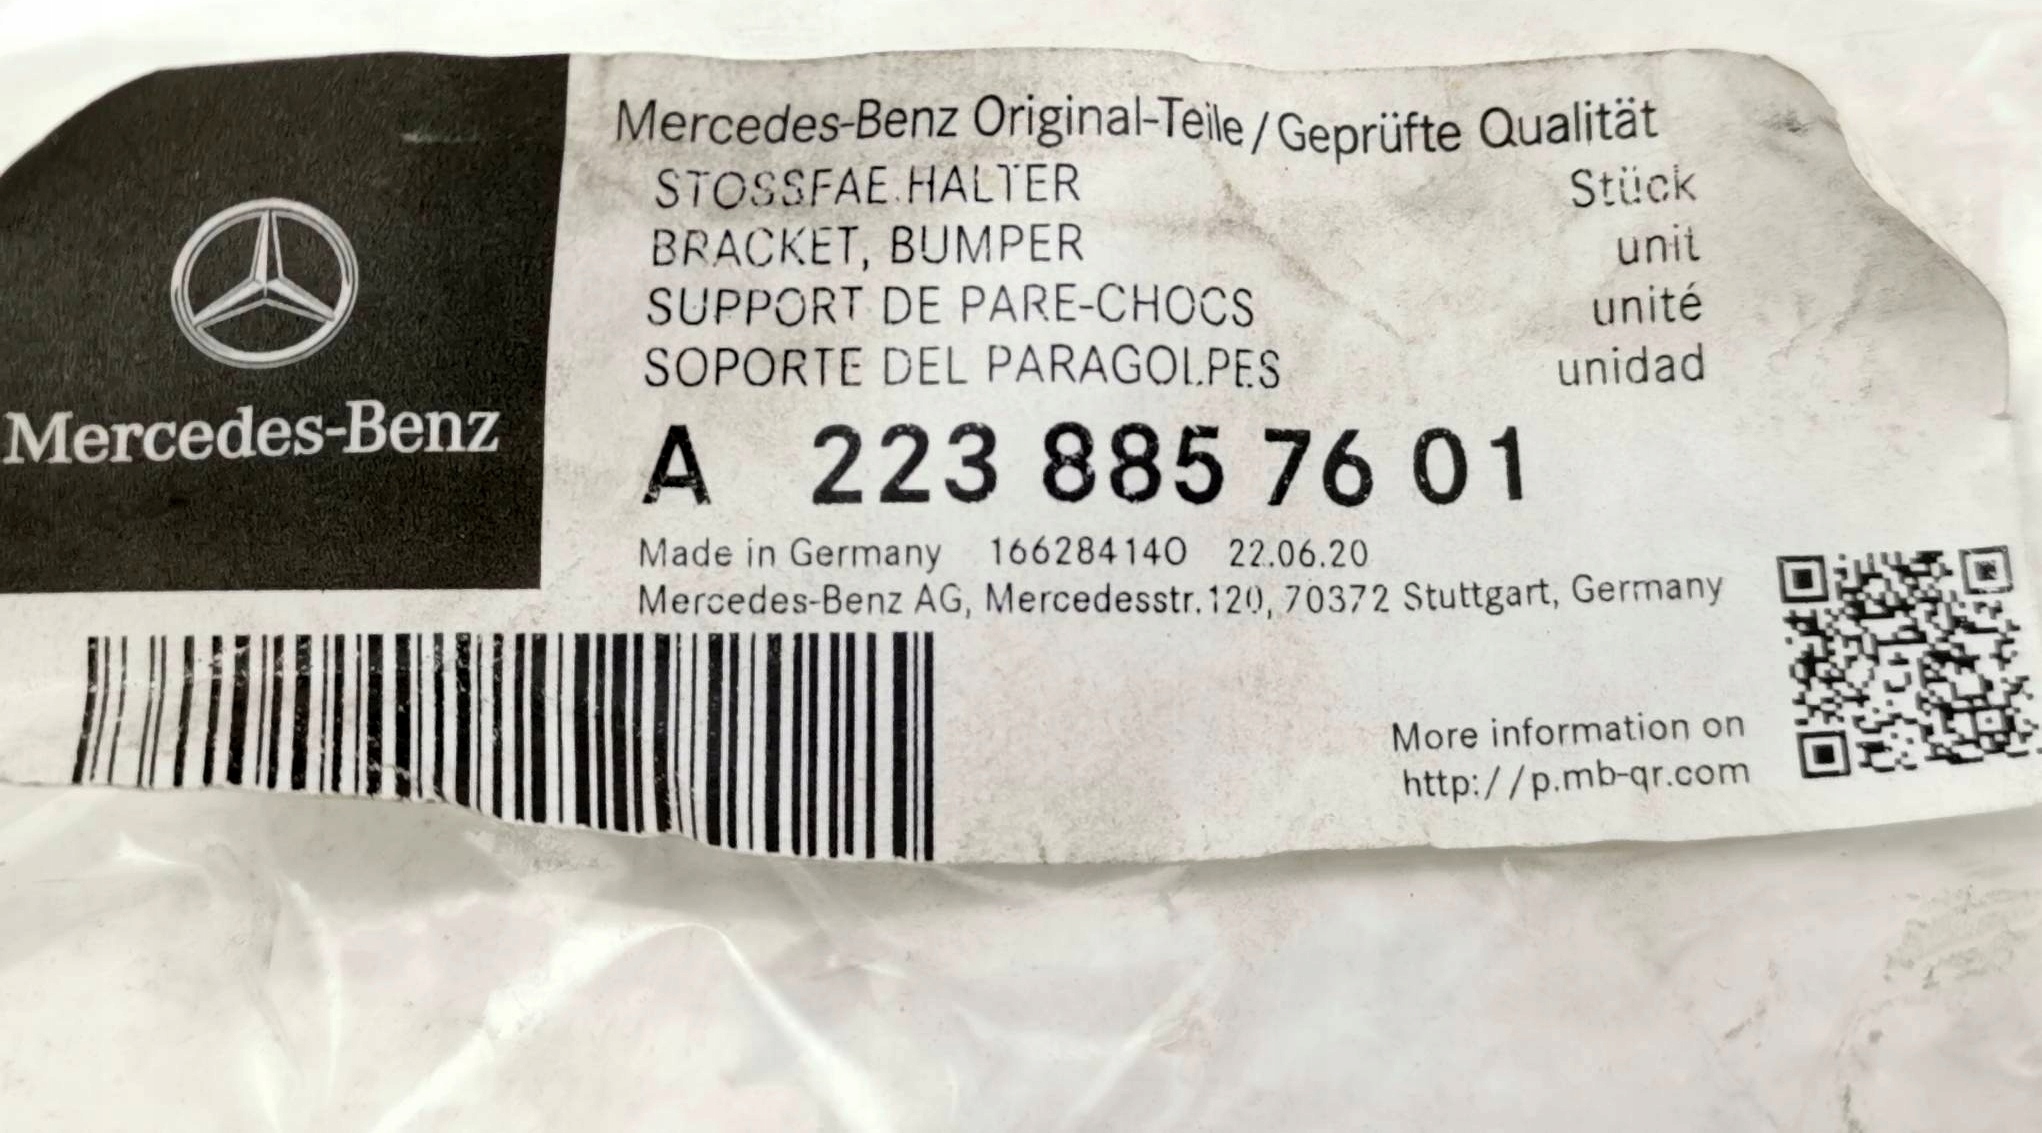 Mercedes-Benz
Mercedes-Benz Original-Teile/Geprüfte Qualität
STOSSFAE.HALTER Stück
BRACKET, BUMPER unit
SUPPORT DE PARE-CHOCS unité
SOPORTE DEL PARAGOLPES unidad
A 223 885 76 01
Made in Germany 166284140 22.06.20
Mercedes-Benz AG, Mercedesstr.120, 70372 Stuttgart, Germany
More information on
http://p.mb-qr.com